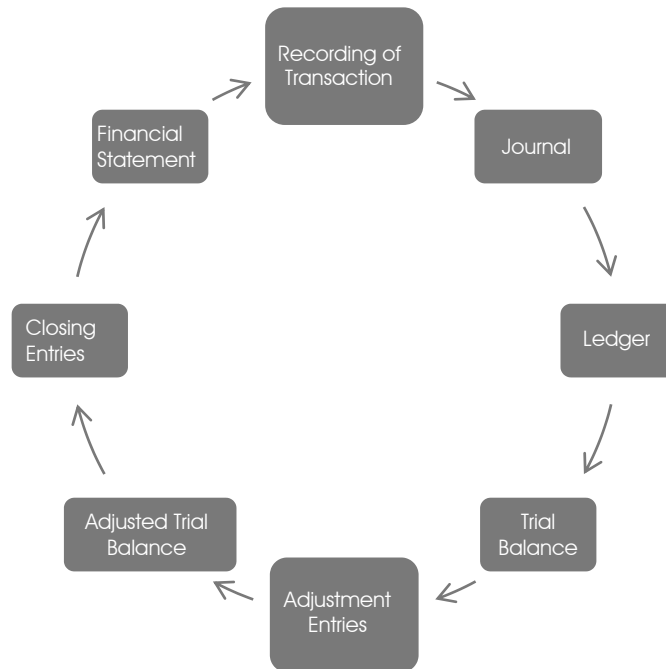 Recording of
Transaction
Journal
Ledger
Trial
Balance
Adjustment
Entries
Adjusted Trial
Balance
Closing
Entries
Financial
Statement